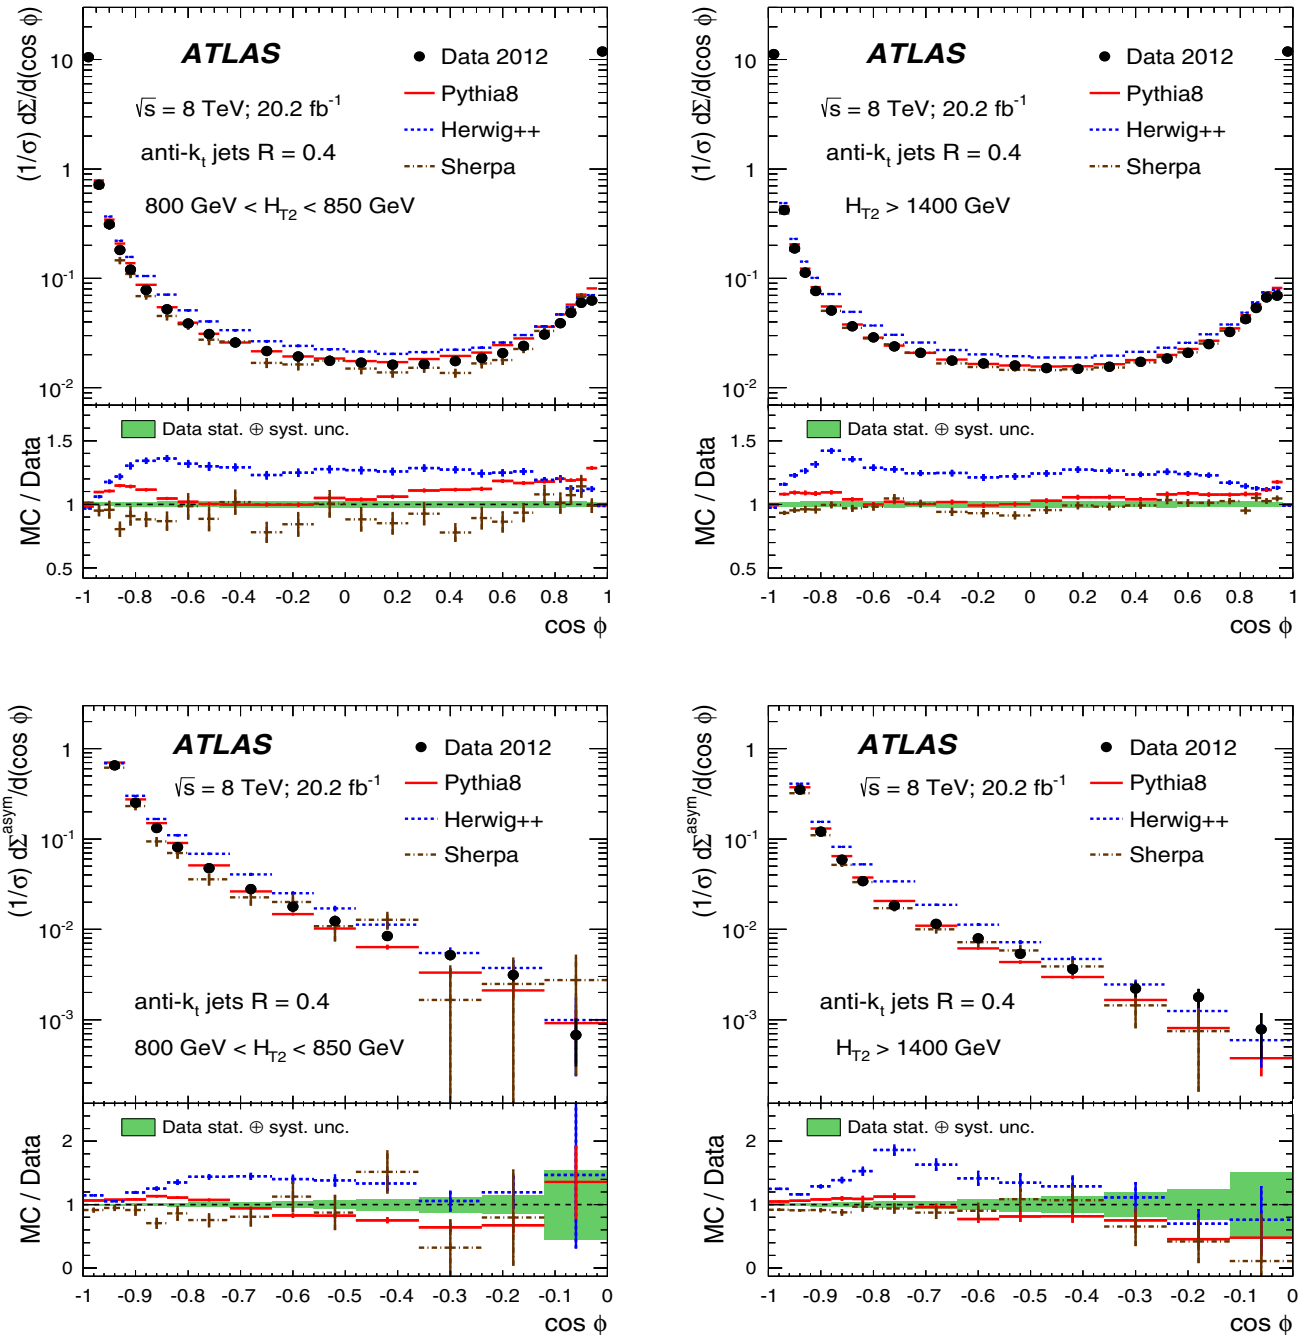 (1/σ) dΣ/d(cos φ)
10
1
10⁻¹
10⁻²
ATLAS
√s = 8 TeV; 20.2 fb⁻¹
anti-kₜ jets R = 0.4
800 GeV < H_T2 < 850 GeV
Data 2012
Pythia8
Herwig++
Sherpa
MC / Data
1.5
1
0.5
Data stat. ⊕ syst. unc.
-1 -0.8 -0.6 -0.4 -0.2 0 0.2 0.4 0.6 0.8 1
cos φ
(1/σ) dΣ/d(cos φ)
10
1
10⁻¹
10⁻²
ATLAS
√s = 8 TeV; 20.2 fb⁻¹
anti-kₜ jets R = 0.4
H_T2 > 1400 GeV
Data 2012
Pythia8
Herwig++
Sherpa
MC / Data
1.5
1
0.5
Data stat. ⊕ syst. unc.
-1 -0.8 -0.6 -0.4 -0.2 0 0.2 0.4 0.6 0.8 1
cos φ
(1/σ) dΣ^asym/d(cos φ)
1
10⁻¹
10⁻²
10⁻³
ATLAS
√s = 8 TeV; 20.2 fb⁻¹
Data 2012
Pythia8
Herwig++
Sherpa
anti-kₜ jets R = 0.4
800 GeV < H_T2 < 850 GeV
MC / Data
2
1
0
Data stat. ⊕ syst. unc.
-1 -0.9 -0.8 -0.7 -0.6 -0.5 -0.4 -0.3 -0.2 -0.1 0
cos φ
(1/σ) dΣ^asym/d(cos φ)
1
10⁻¹
10⁻²
10⁻³
ATLAS
√s = 8 TeV; 20.2 fb⁻¹
Data 2012
Pythia8
Herwig++
Sherpa
anti-kₜ jets R = 0.4
H_T2 > 1400 GeV
MC / Data
2
1
0
Data stat. ⊕ syst. unc.
-1 -0.9 -0.8 -0.7 -0.6 -0.5 -0.4 -0.3 -0.2 -0.1 0
cos φ